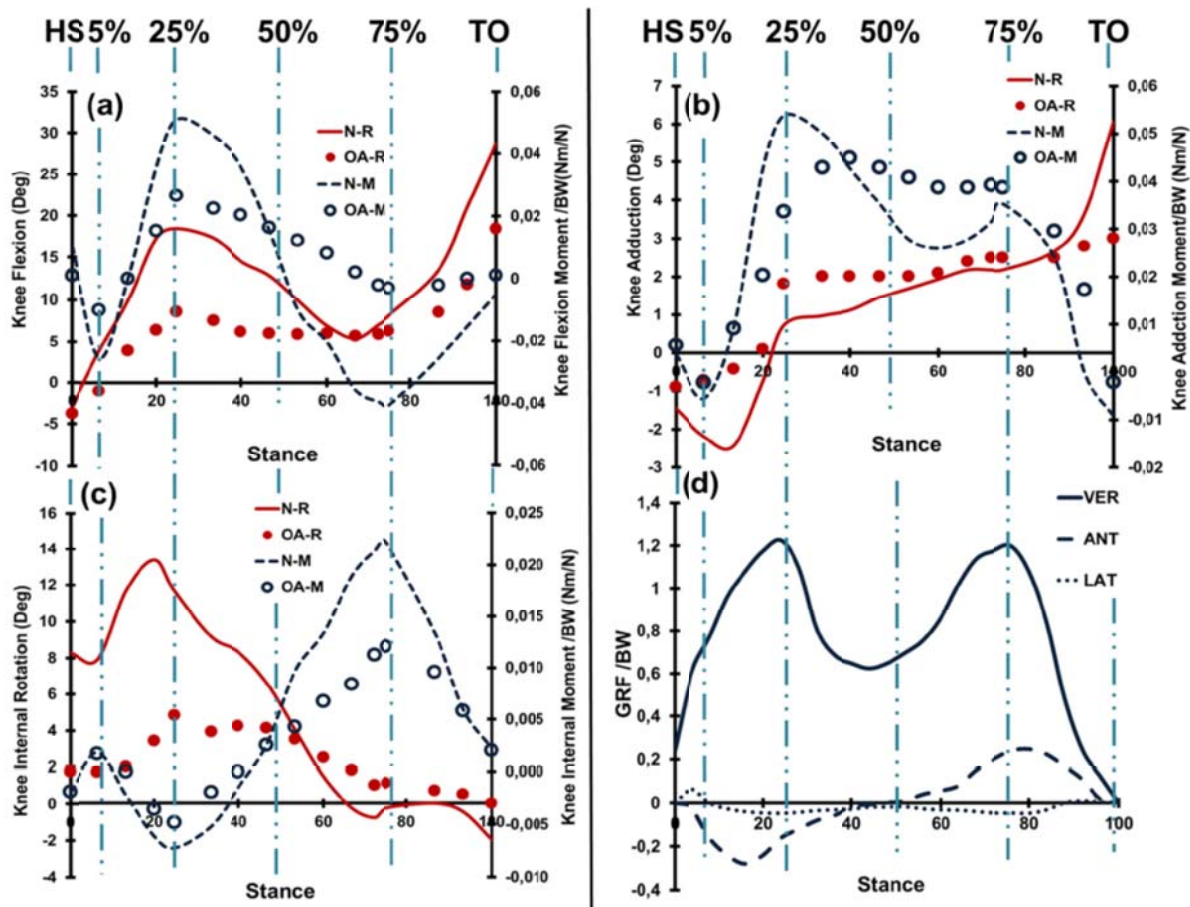 HS 5% 25% 50% 75% TO
(a)
35
30
25
20
15
10
5
0
-5
-10
Knee Flexion (Deg)
N-R
OA-R
N-M
OA-M
0,06
0,04
0,02
0
-0,02
-0,04
-0,06
Knee Flexion Moment /BW(Nm/N)
0 20 40 60 80 100
Stance
HS 5% 25% 50% 75% TO
(b)
7
6
5
4
3
2
1
0
-1
-2
-3
Knee Adduction (Deg)
N-R
OA-R
N-M
OA-M
0,06
0,05
0,04
0,03
0,02
0,01
0,00
-0,01
-0,02
Knee Addction Moment/BW (Nm/N)
0 20 40 60 80 100
Stance
(c)
16
14
12
10
8
6
4
2
0
-2
-4
Knee Internal Rotation (Deg)
N-R
OA-R
N-M
OA-M
0,025
0,020
0,015
0,010
0,005
0,000
-0,005
-0,010
Knee Internal Moment /BW (Nm/N)
0 20 40 60 80 100
Stance
(d)
1,4
1,2
1
0,8
0,6
0,4
0,2
0
-0,2
-0,4
GRF /BW
VER
ANT
LAT
0 20 40 60 80 100
Stance